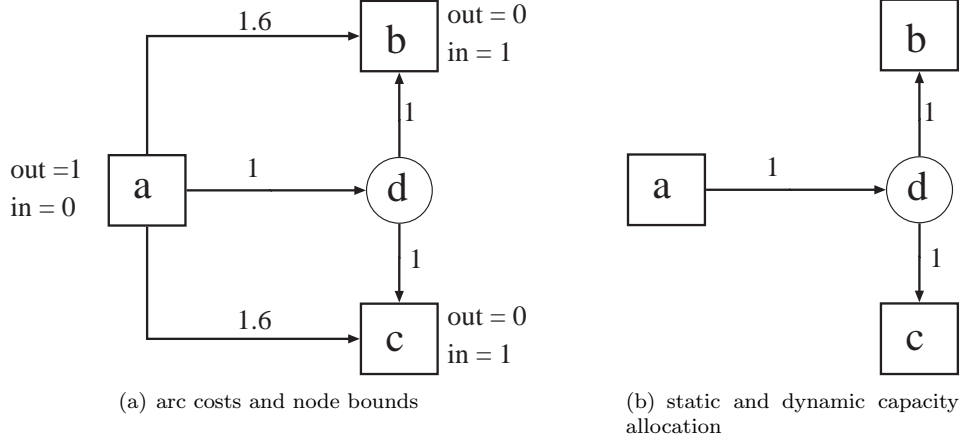 1.6
b
out = 0
in = 1
1
out =1
in = 0
a
1
d
1
1.6
c
out = 0
in = 1
(a) arc costs and node bounds
b
1
a
1
d
1
c
(b) static and dynamic capacity
allocation